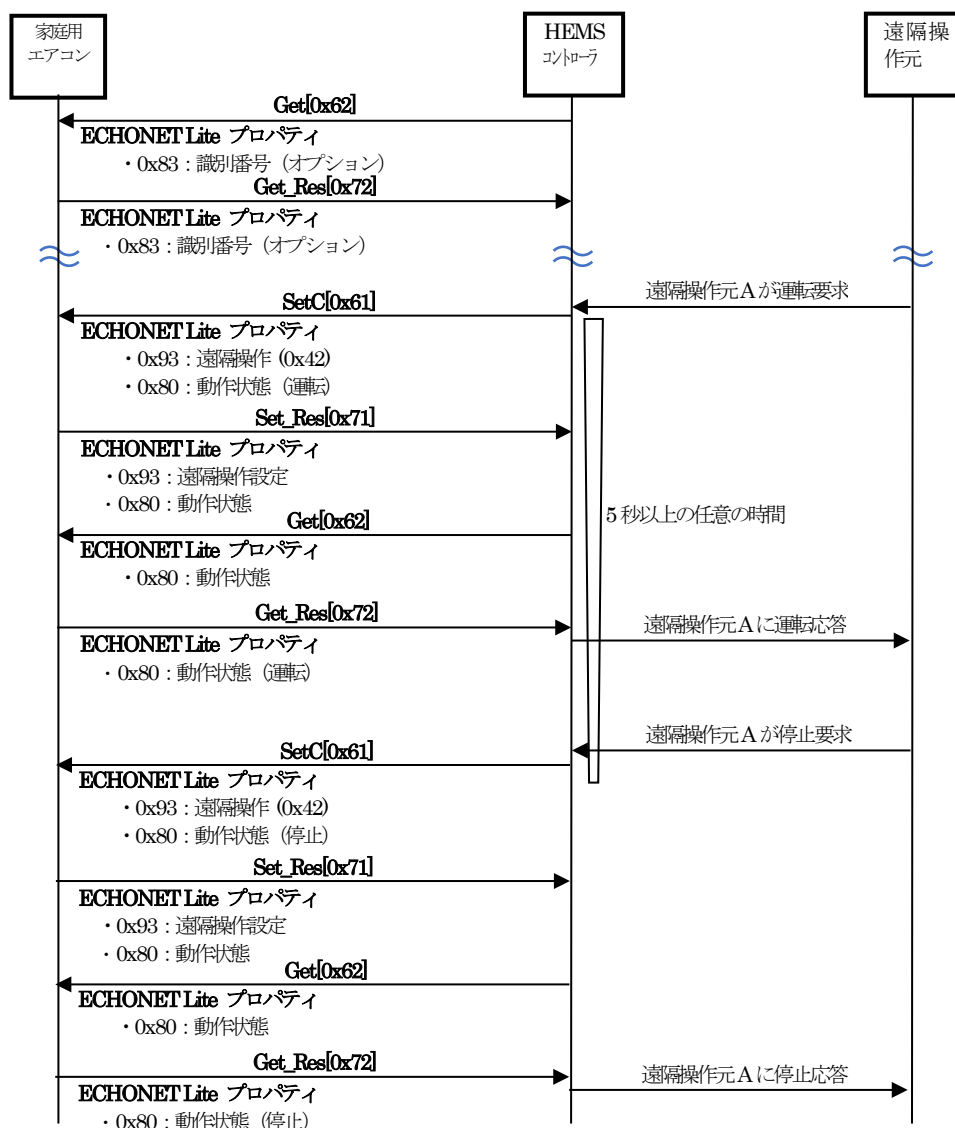 家庭用
エアコン
HEMS
コントローラ
遠隔操
作元
Get[0x62]
ECHONET Lite プロパティ
・0x83：識別番号（オプション）
Get_Res[0x72]
ECHONET Lite プロパティ
・0x83：識別番号（オプション）
遠隔操作元Aが運転要求
SetC[0x61]
ECHONET Lite プロパティ
・0x93：遠隔操作 (0x42)
・0x80：動作状態（運転）
Set_Res[0x71]
ECHONET Lite プロパティ
・0x93：遠隔操作設定
・0x80：動作状態
5秒以上の任意の時間
Get[0x62]
ECHONET Lite プロパティ
・0x80：動作状態
Get_Res[0x72]
遠隔操作元Aに運転応答
ECHONET Lite プロパティ
・0x80：動作状態（運転）
遠隔操作元Aが停止要求
SetC[0x61]
ECHONET Lite プロパティ
・0x93：遠隔操作 (0x42)
・0x80：動作状態（停止）
Set_Res[0x71]
ECHONET Lite プロパティ
・0x93：遠隔操作設定
・0x80：動作状態
Get[0x62]
ECHONET Lite プロパティ
・0x80：動作状態
Get_Res[0x72]
遠隔操作元Aに停止応答
ECHONET Lite プロパティ
・0x80：動作状態（停止）